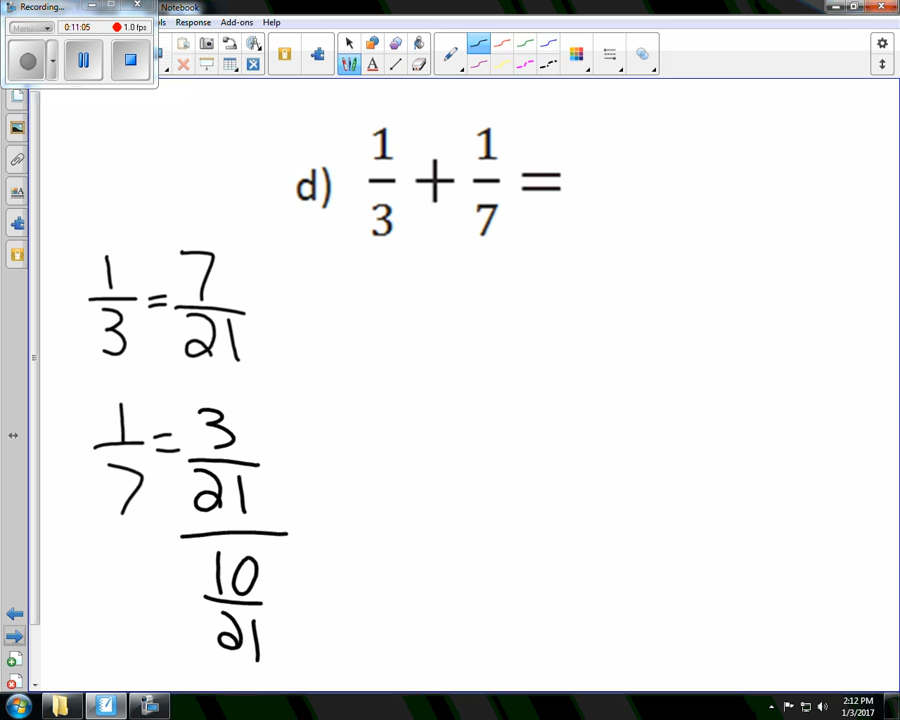 Recording...
Menu
0:11:05
1.0 fps
Notebook
Response Add-ons Help
A
d) 1/3 + 1/7 =
1/3 = 7/21
1/7 = 3/21
10/21
2:12 PM
1/3/2017